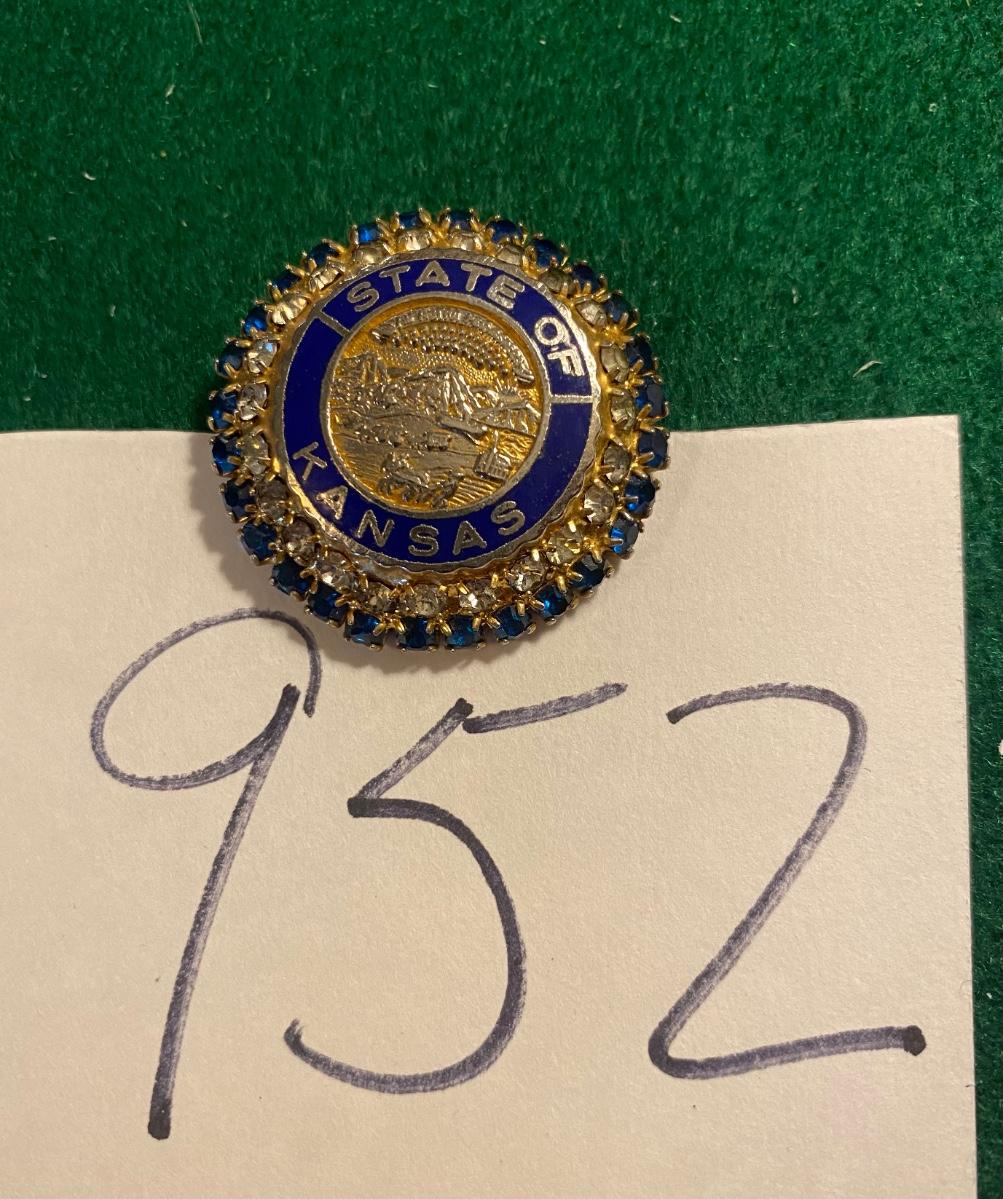 STATE OF
KANSAS
952